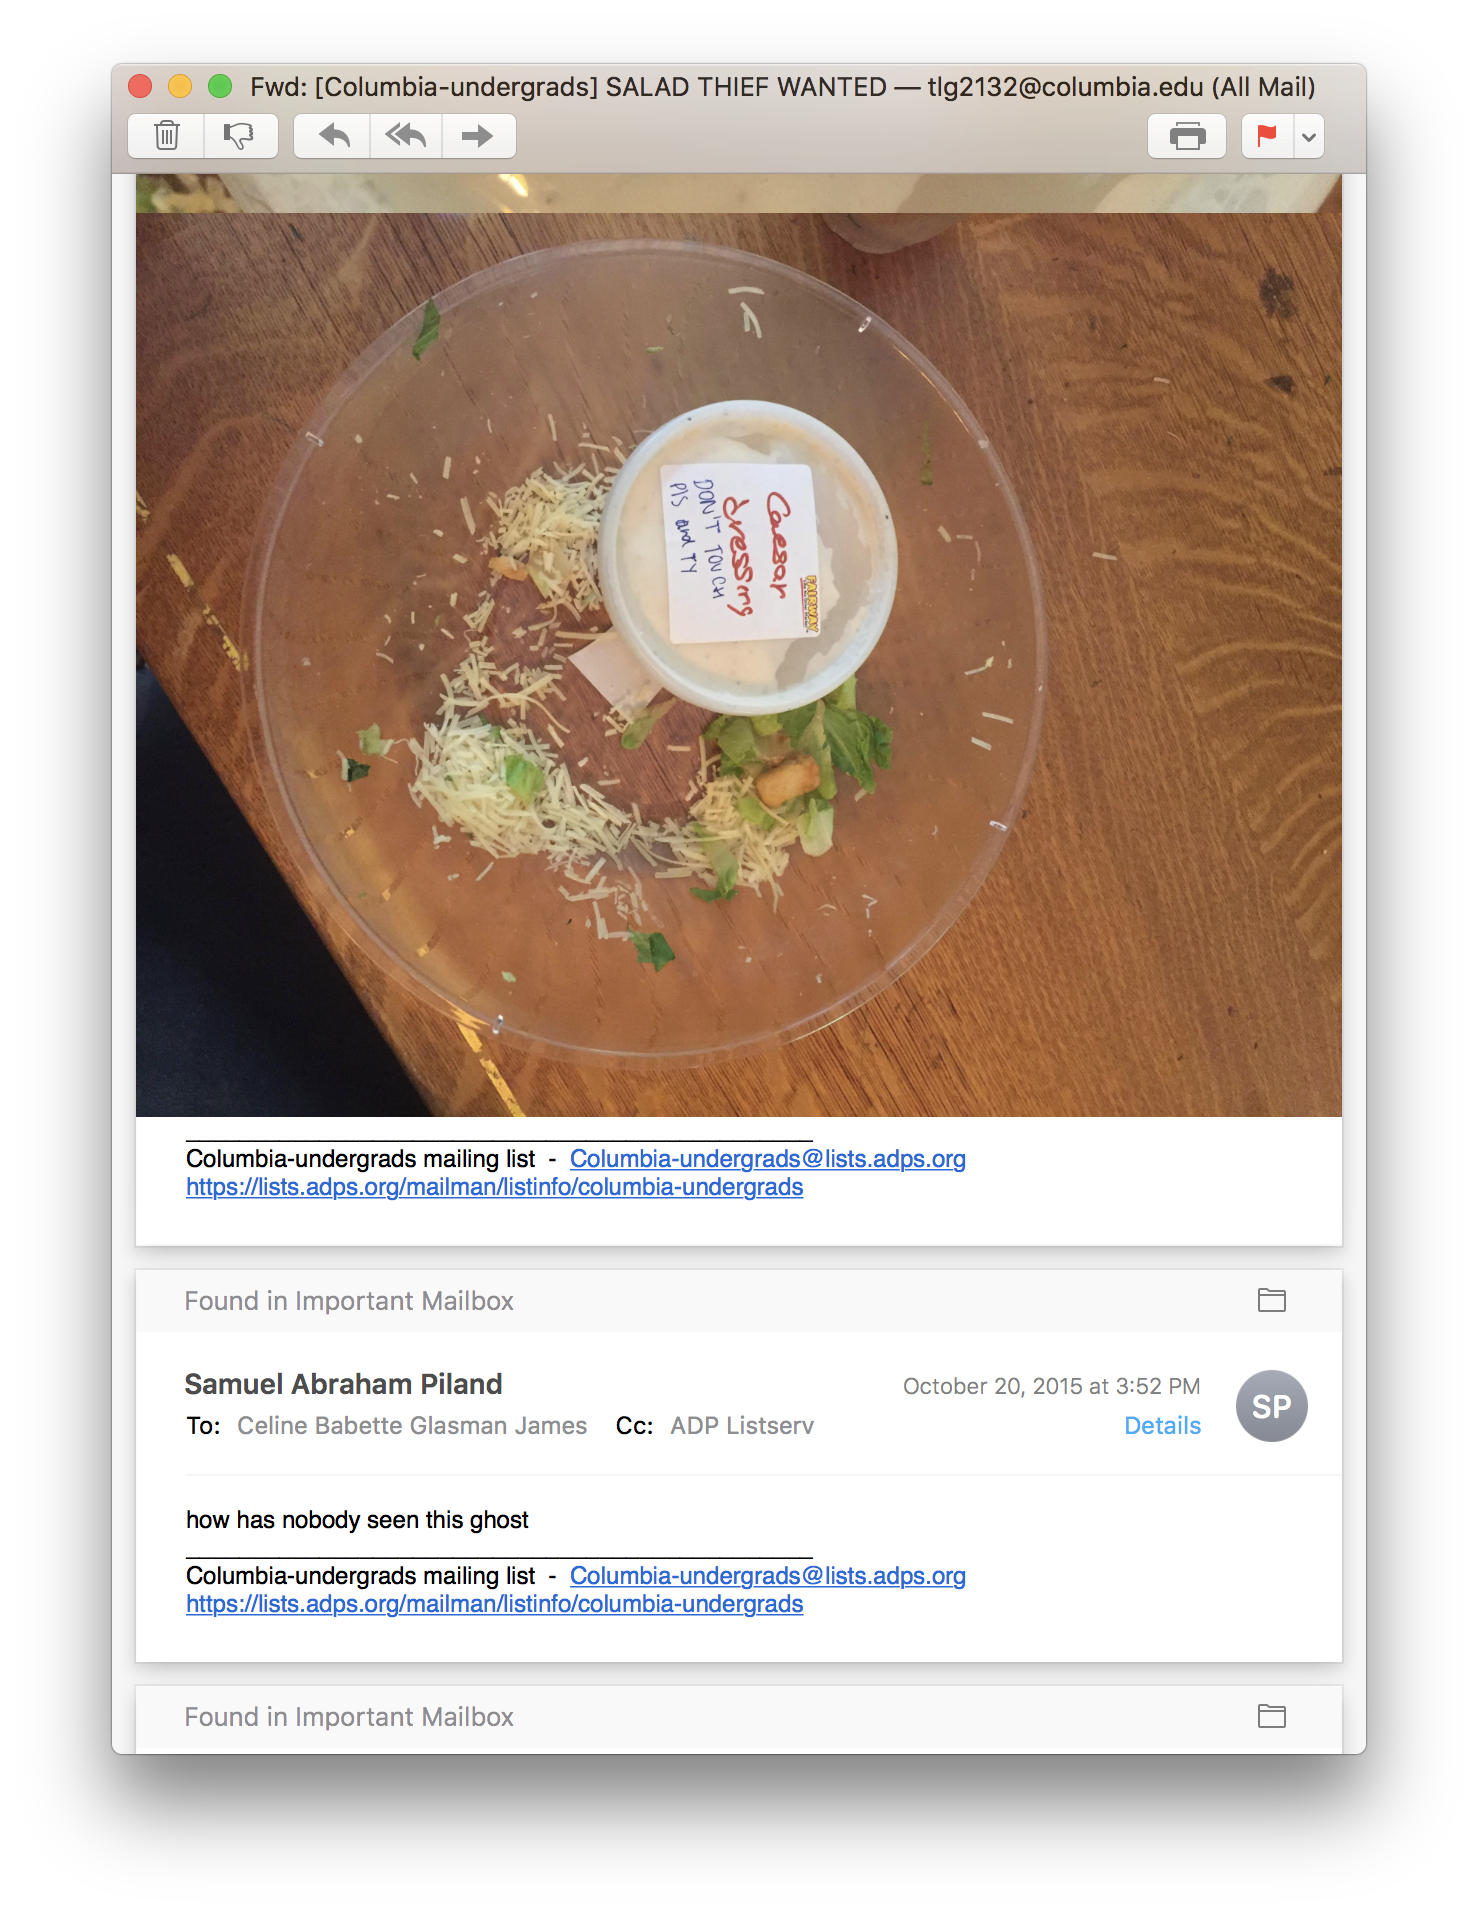 Fwd: [Columbia-undergrads] SALAD THIEF WANTED — tlg2132@columbia.edu (All Mail)
FAIRWAY
Caesar
dressing
DON'T TOUCH
Pls and TY
Columbia-undergrads mailing list - Columbia-undergrads@lists.adps.org
https://lists.adps.org/mailman/listinfo/columbia-undergrads
Found in Important Mailbox
Samuel Abraham Piland
October 20, 2015 at 3:52 PM
SP
To: Celine Babette Glasman James Cc: ADP Listserv
Details
how has nobody seen this ghost
Columbia-undergrads mailing list - Columbia-undergrads@lists.adps.org
https://lists.adps.org/mailman/listinfo/columbia-undergrads
Found in Important Mailbox